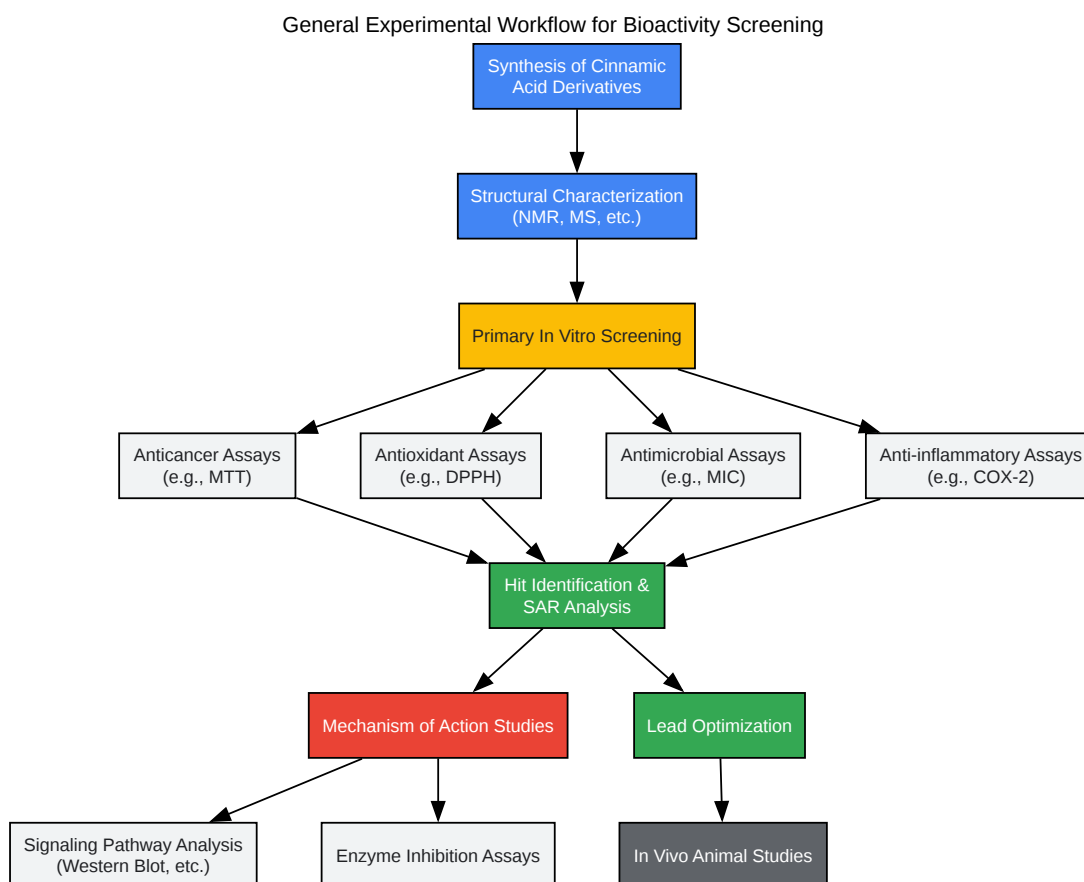 General Experimental Workflow for Bioactivity Screening
Synthesis of Cinnamic
Acid Derivatives
Structural Characterization
(NMR, MS, etc.)
Primary In Vitro Screening
Anticancer Assays
(e.g., MTT)
Antioxidant Assays
(e.g., DPPH)
Antimicrobial Assays
(e.g., MIC)
Anti-inflammatory Assays
(e.g., COX-2)
Hit Identification &
SAR Analysis
Mechanism of Action Studies
Lead Optimization
Signaling Pathway Analysis
(Western Blot, etc.)
Enzyme Inhibition Assays
In Vivo Animal Studies